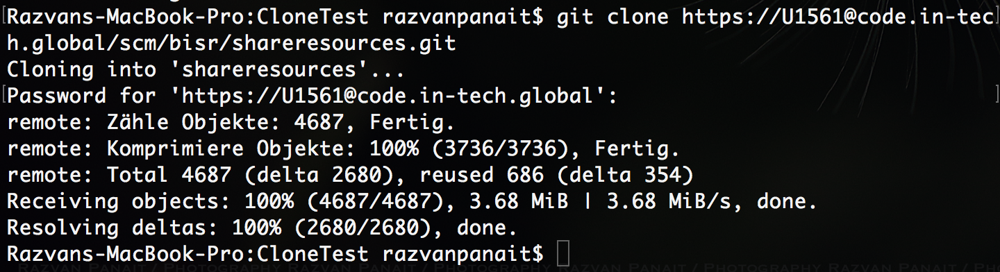 Razvans-MacBook-Pro:CloneTest razvanpanait$ git clone https://U1561@code.in-tec
h.global/scm/bisr/shareresources.git
Cloning into 'shareresources'...
Password for 'https://U1561@code.in-tech.global':
remote: Zähle Objekte: 4687, Fertig.
remote: Komprimiere Objekte: 100% (3736/3736), Fertig.
remote: Total 4687 (delta 2680), reused 686 (delta 354)
Receiving objects: 100% (4687/4687), 3.68 MiB | 3.68 MiB/s, done.
Resolving deltas: 100% (2680/2680), done.
Razvans-MacBook-Pro:CloneTest razvanpanait$
Razvan Panait / Photography Razvan Panait / Photography Razvan Panait / Photography Razvan Panait / Pho